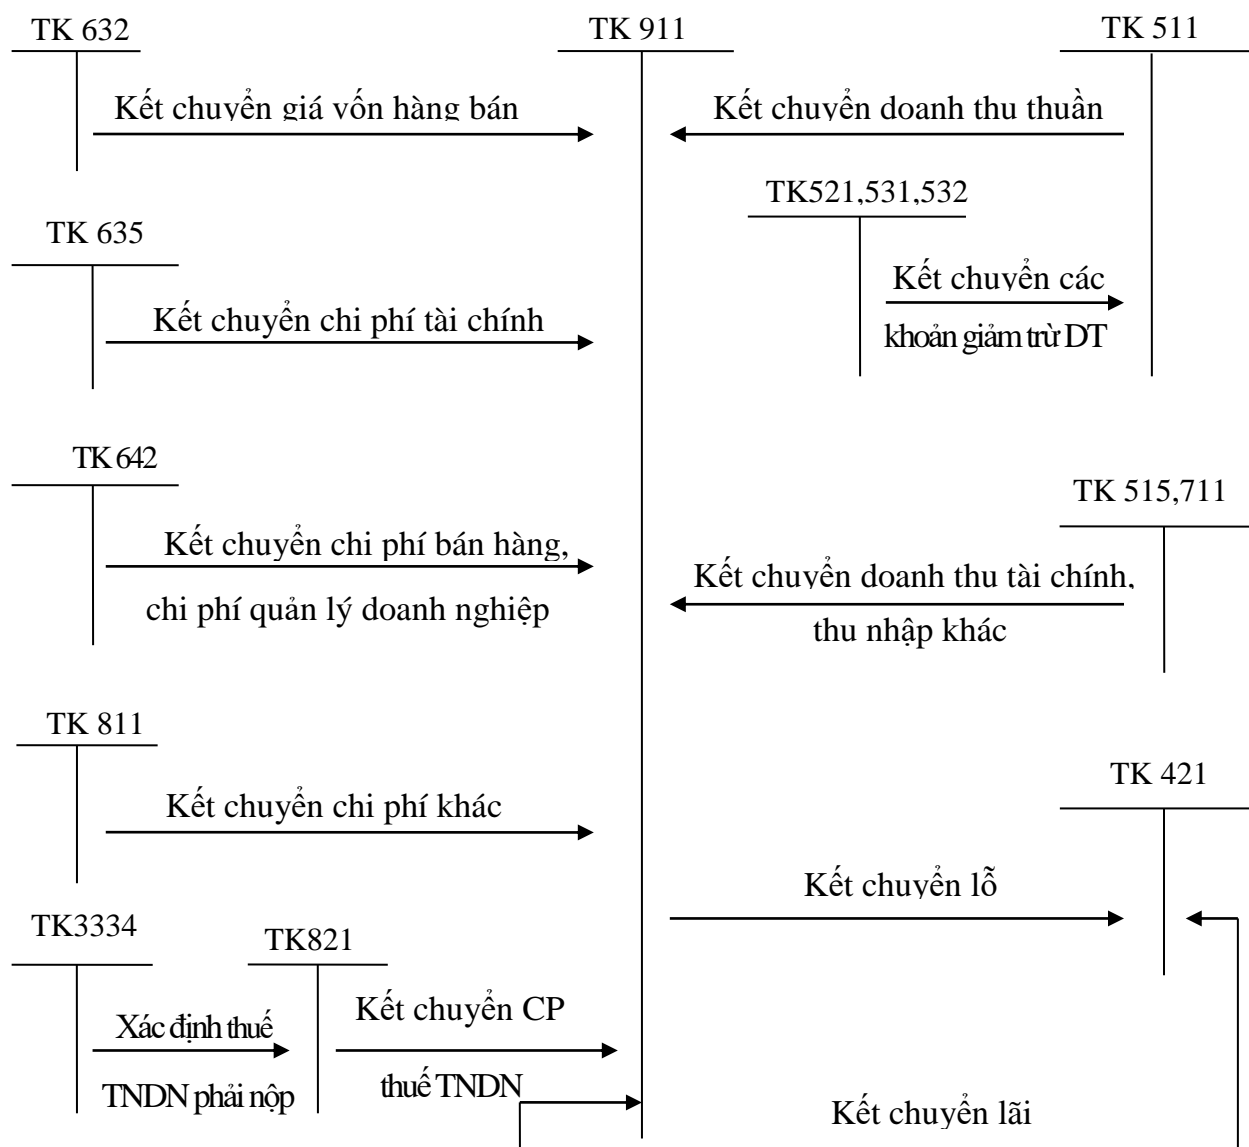 TK 632
TK 911
TK 511
Kết chuyển giá vốn hàng bán
Kết chuyển doanh thu thuần
TK521,531,532
TK 635
Kết chuyển các
khoản giảm trừ DT
Kết chuyển chi phí tài chính
TK 642
TK 515,711
Kết chuyển chi phí bán hàng,
chi phí quản lý doanh nghiệp
Kết chuyển doanh thu tài chính,
thu nhập khác
TK 811
TK 421
Kết chuyển chi phí khác
Kết chuyển lỗ
TK3334
TK821
Xác định thuế
TNDN phải nộp
Kết chuyển CP
thuế TNDN
Kết chuyển lãi